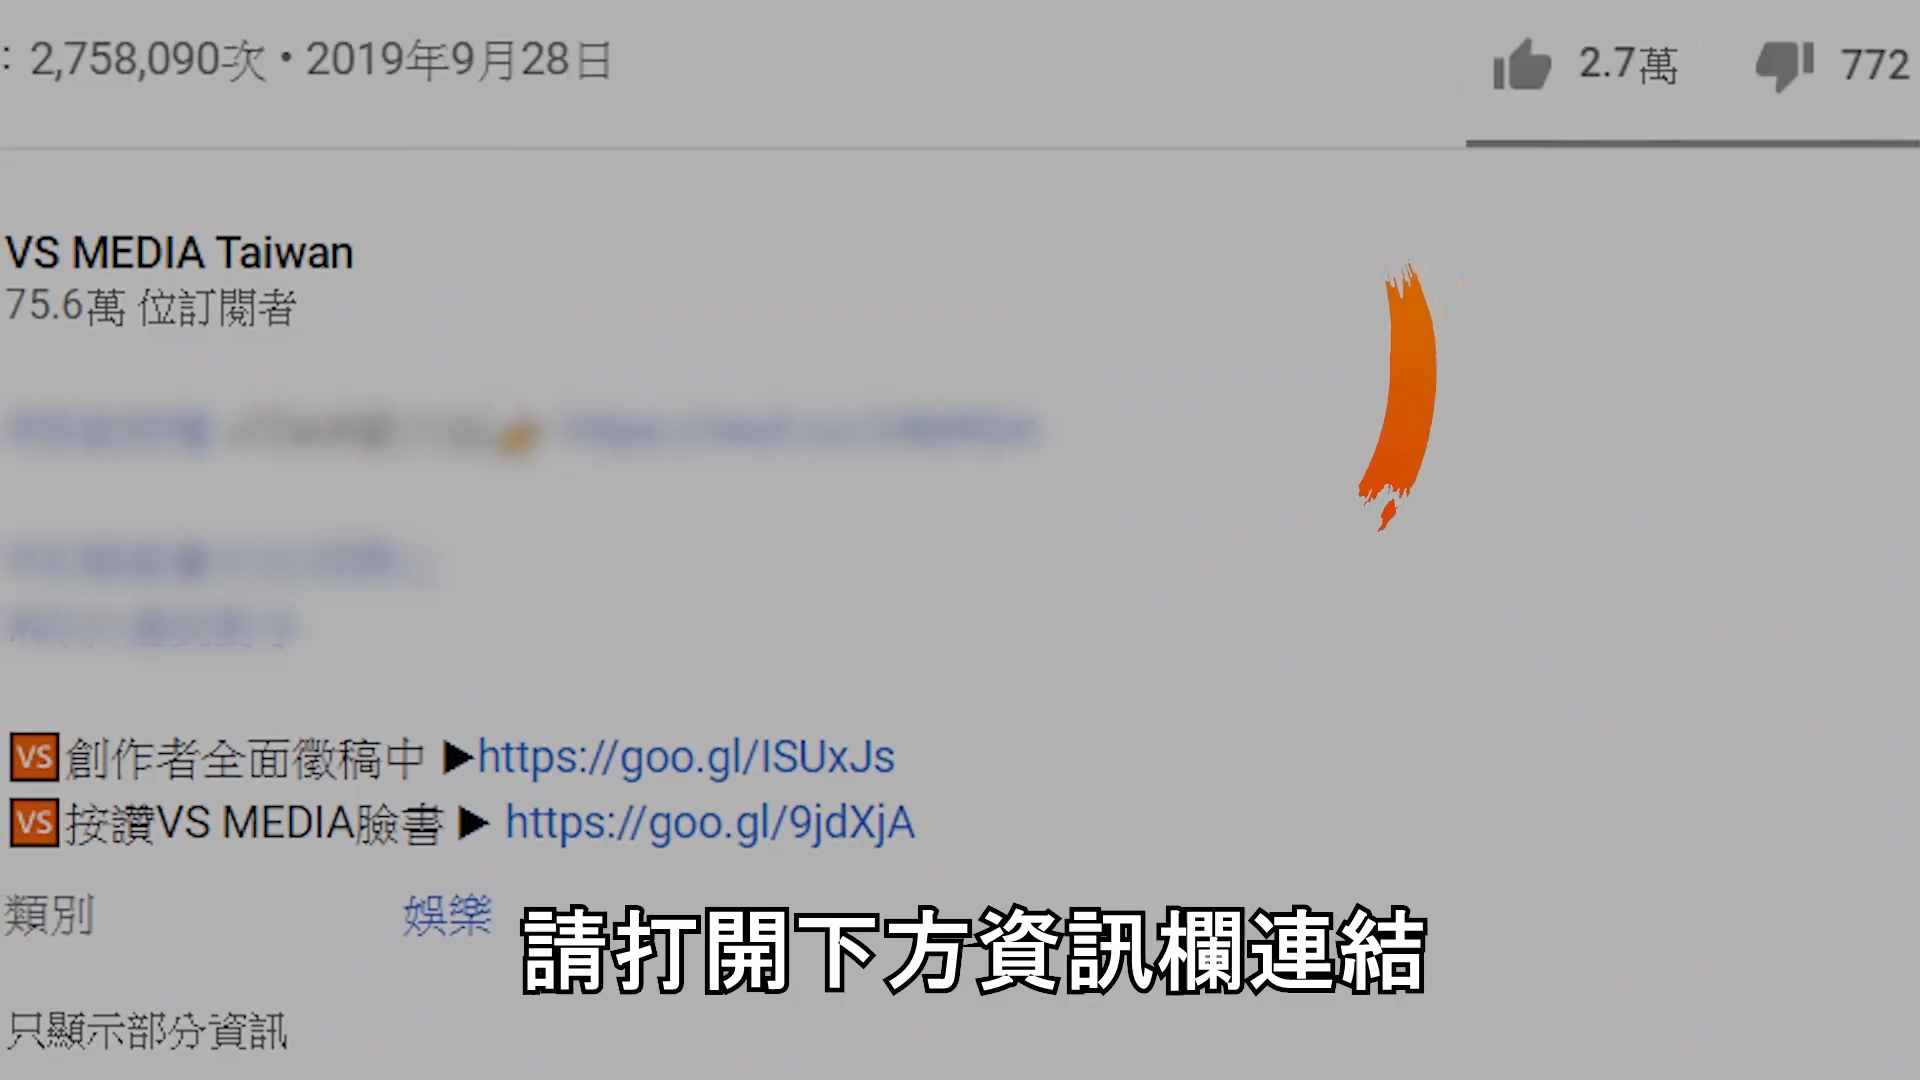 : 2,758,090次 • 2019年9月28日
2.7萬
772
VS MEDIA Taiwan
75.6萬 位訂閱者
VS創作者全面徵稿中 ▶https://goo.gl/ISUxJs
VS按讚VS MEDIA臉書 ▶ https://goo.gl/9jdXjA
類別 娛樂
請打開下方資訊欄連結
只顯示部分資訊